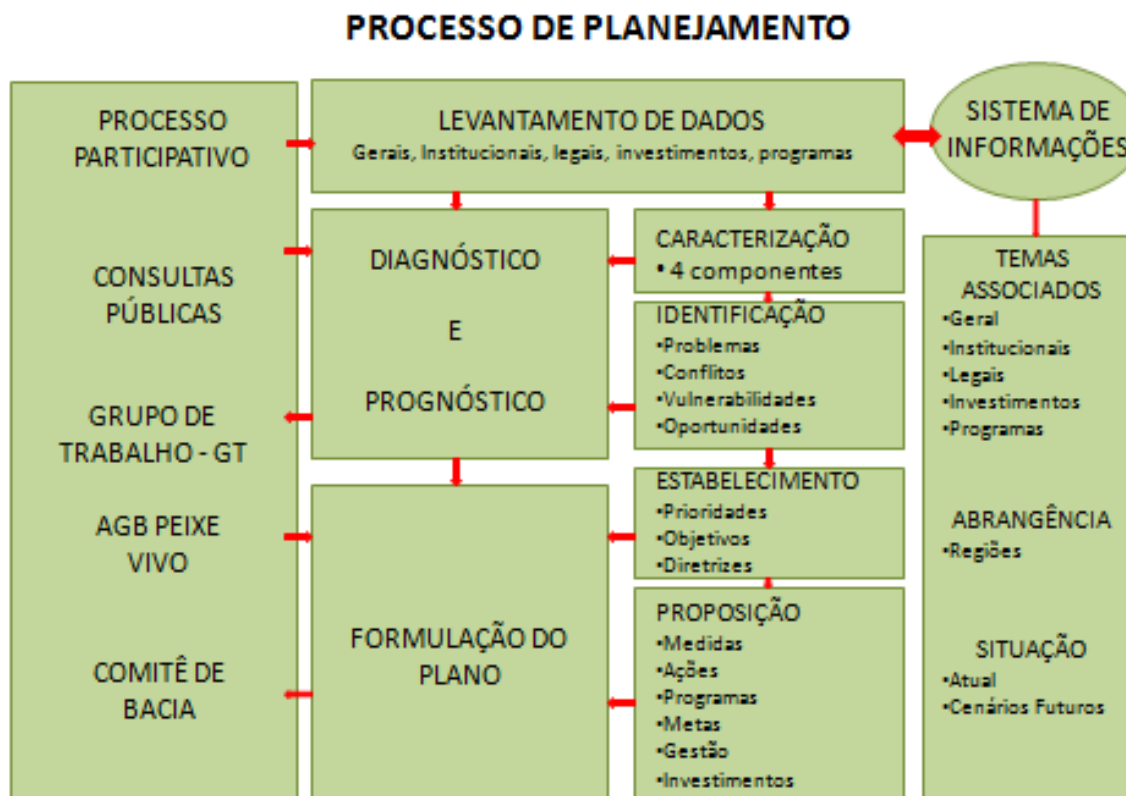 PROCESSO DE PLANEJAMENTO
PROCESSO
PARTICIPATIVO
CONSULTAS
PÚBLICAS
GRUPO DE
TRABALHO - GT
AGB PEIXE
VIVO
COMITÊ DE
BACIA
LEVANTAMENTO DE DADOS
Gerais, Institucionais, legais, investimentos, programas
DIAGNÓSTICO
E
PROGNÓSTICO
FORMULAÇÃO DO
PLANO
CARACTERIZAÇÃO
• 4 componentes
IDENTIFICAÇÃO
•Problemas
•Conflitos
•Vulnerabilidades
•Oportunidades
ESTABELECIMENTO
•Prioridades
•Objetivos
•Diretrizes
PROPOSIÇÃO
•Medidas
•Ações
•Programas
•Metas
•Gestão
•Investimentos
SISTEMA DE
INFORMAÇÕES
TEMAS
ASSOCIADOS
•Geral
•Institucionais
•Legais
•Investimentos
•Programas
ABRANGÊNCIA
•Regiões
SITUAÇÃO
•Atual
•Cenários Futuros